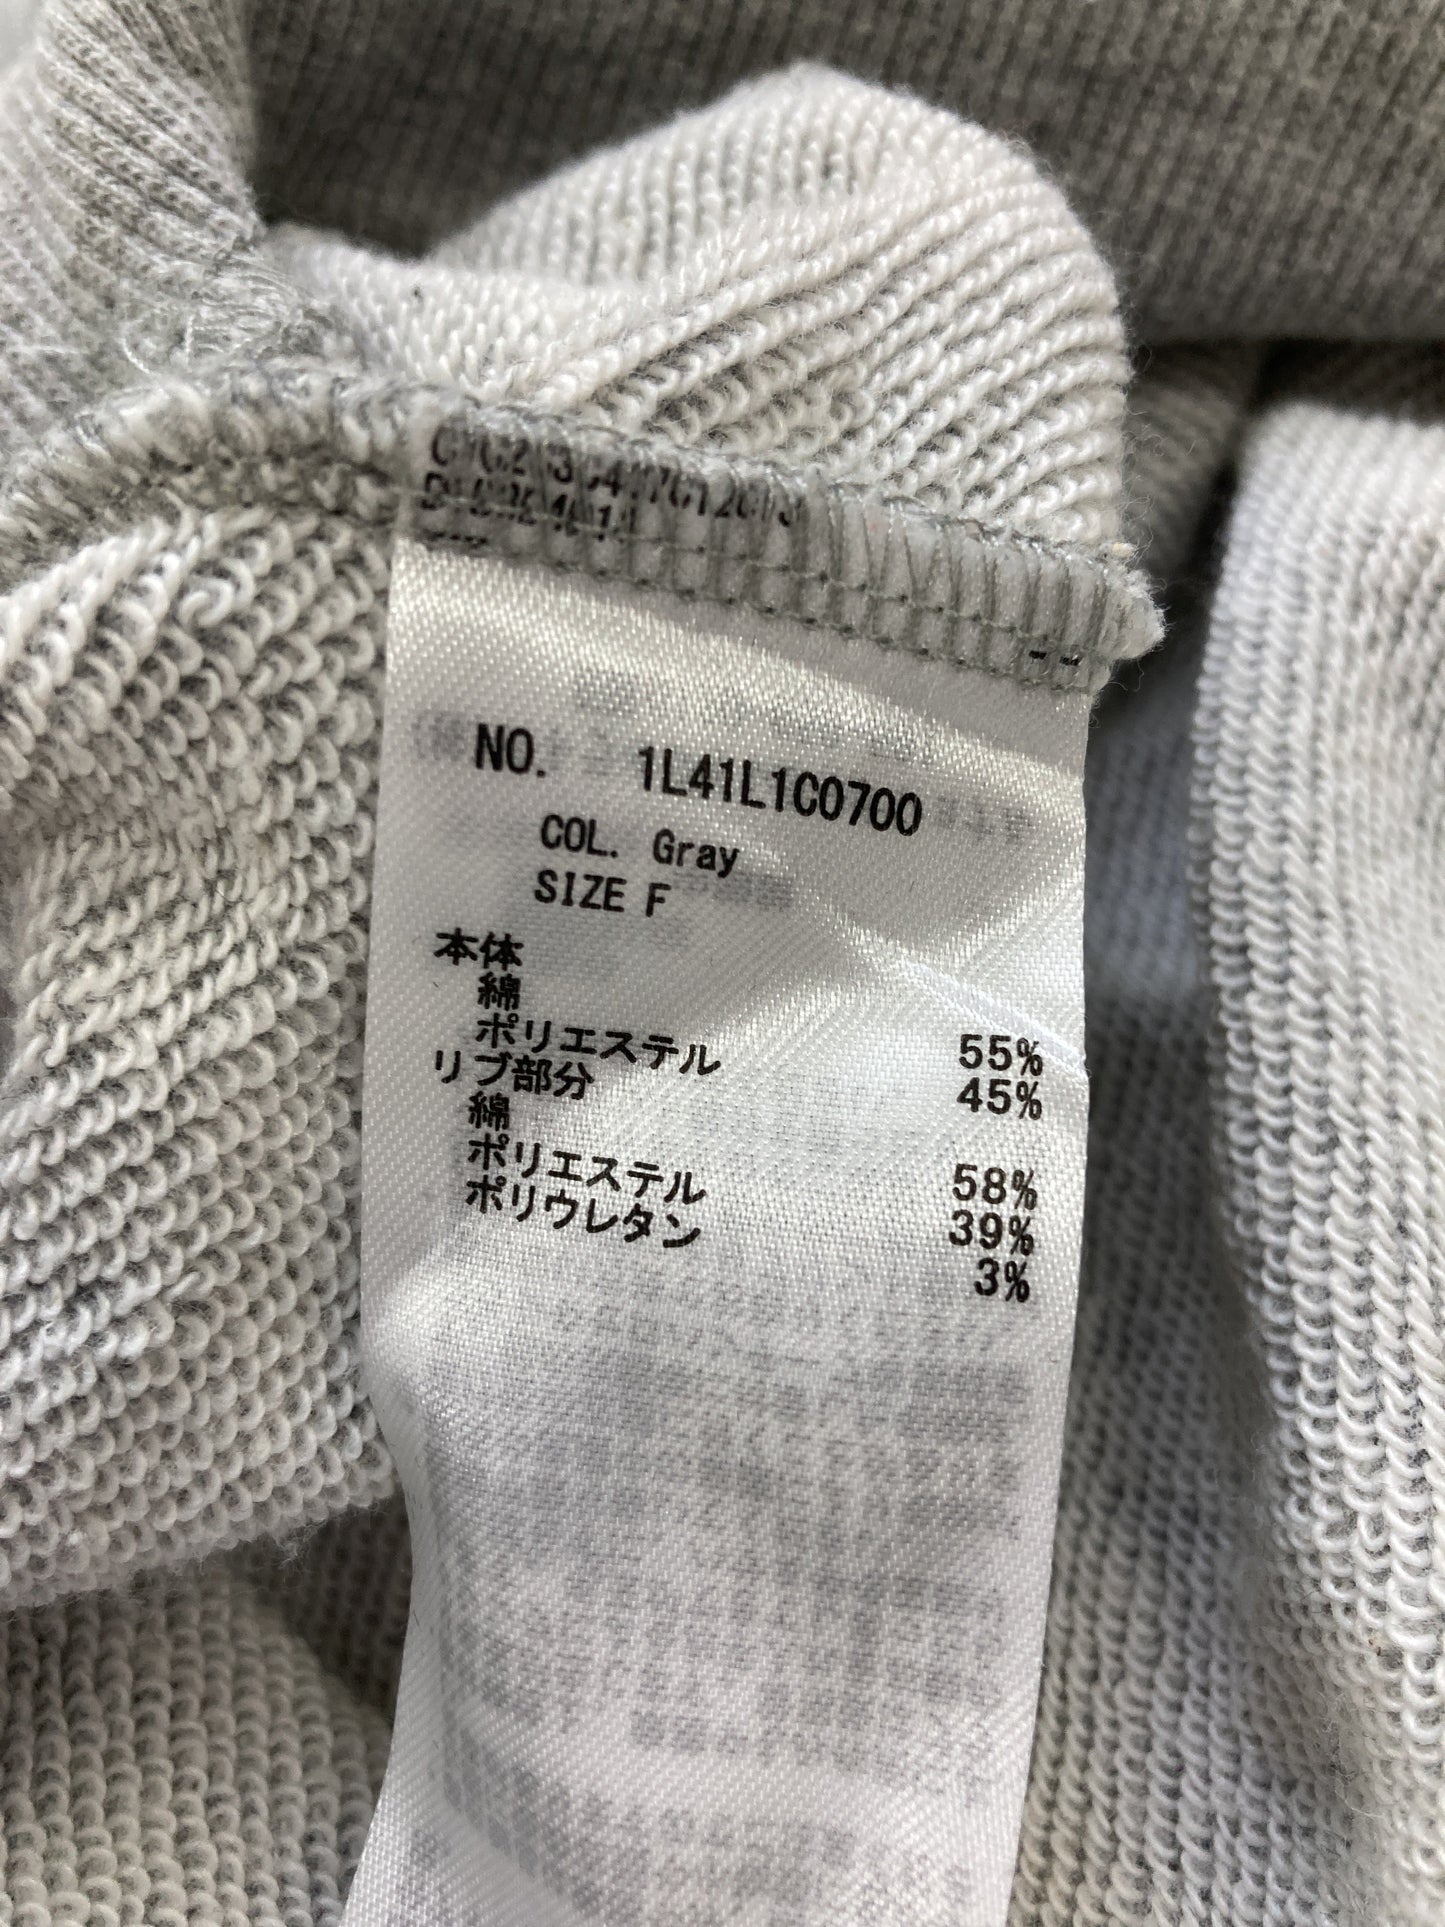 NO. 1L41L1C0700
COL. Gray
SIZE F
本体
綿 55%
ポリエステル 45%
リブ部分
綿 58%
ポリエステル 39%
ポリウレタン 3%